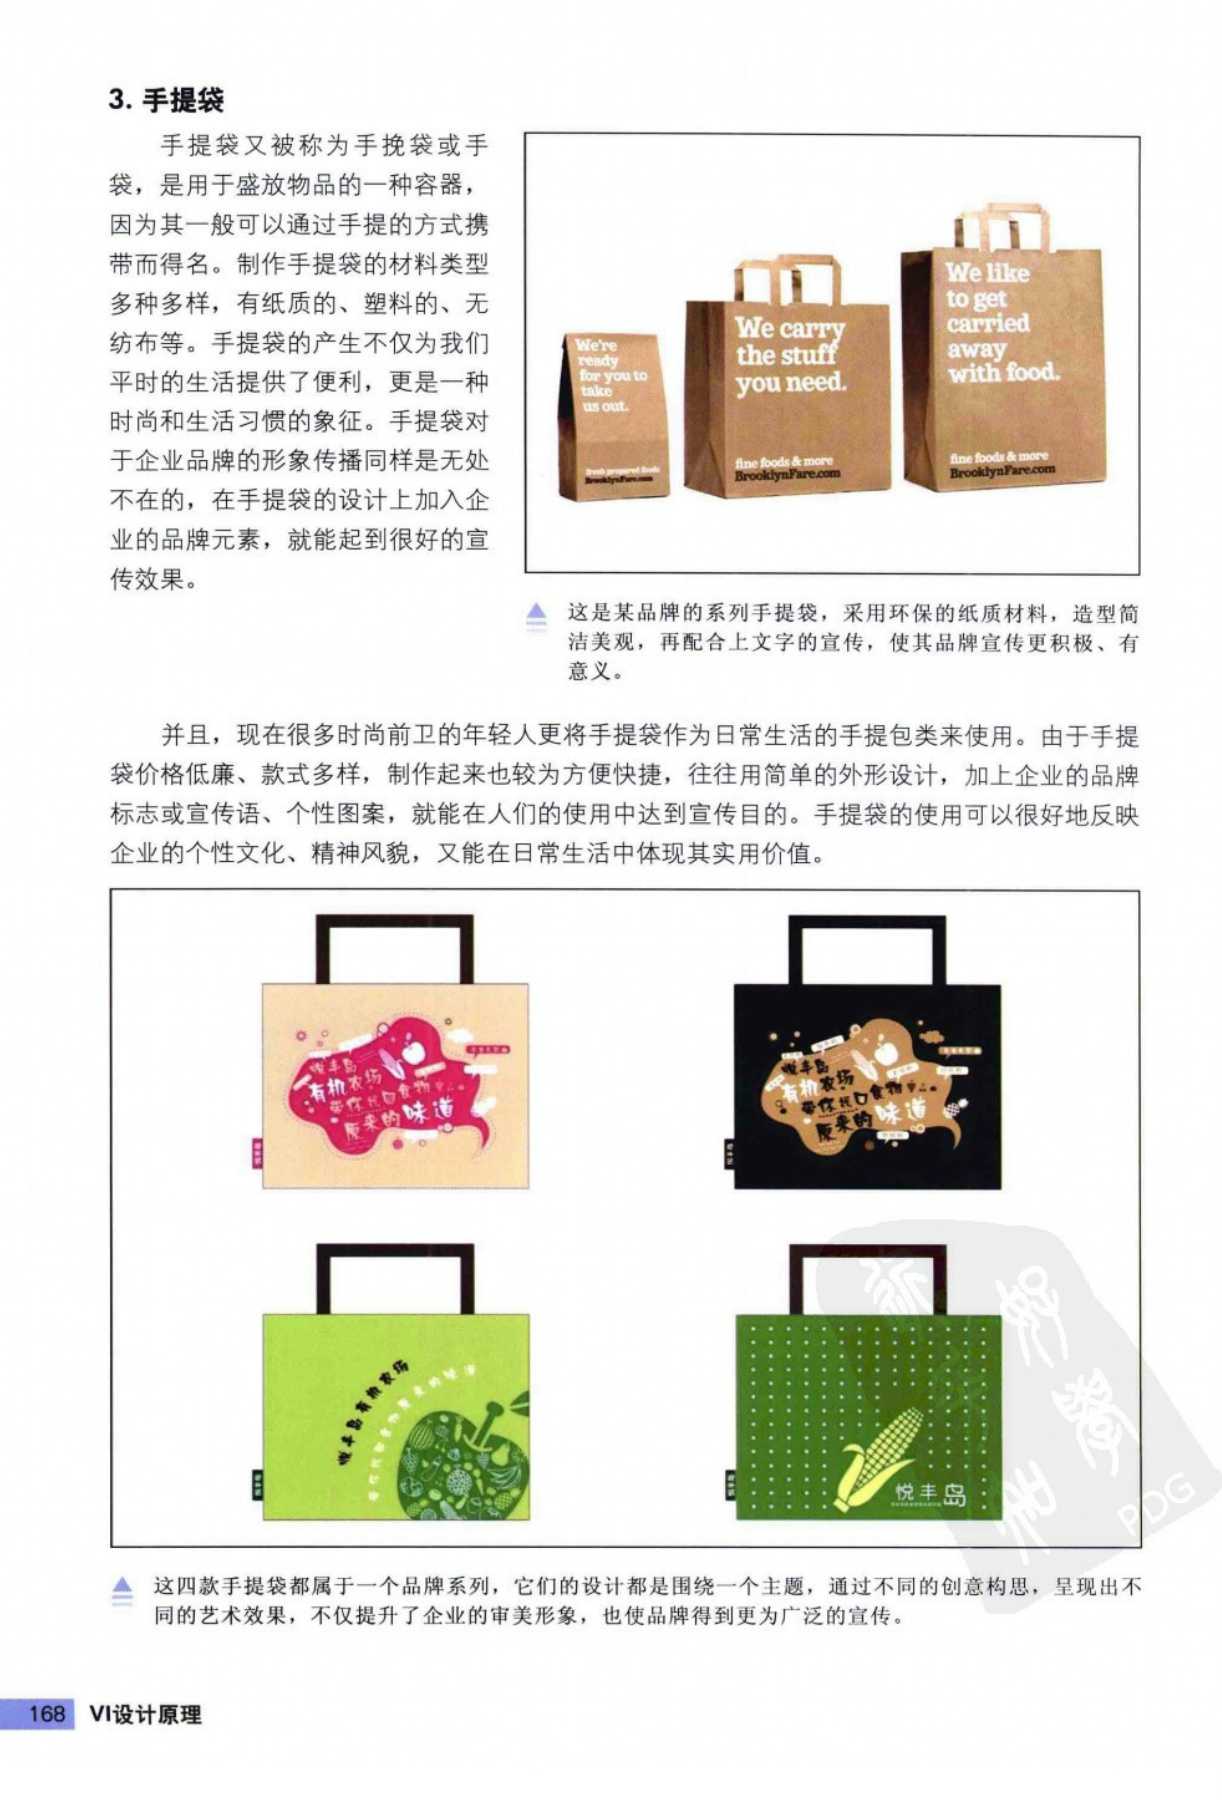 3. 手提袋
手提袋又被称为手挽袋或手
袋，是用于盛放物品的一种容器，
因为其一般可以通过手提的方式携
带而得名。制作手提袋的材料类型
多种多样，有纸质的、塑料的、无
纺布等。手提袋的产生不仅为我们
平时的生活提供了便利，更是一种
时尚和生活习惯的象征。手提袋对
于企业品牌的形象传播同样是无处
不在的，在手提袋的设计上加入企
业的品牌元素，就能起到很好的宣
传效果。
We're
ready
for you to
take
us out.
fresh prepared foods
BrooklynFare.com
We carry
the stuff
you need.
fine foods & more
BrooklynFare.com
We like
to get
carried
away
with food.
fine foods & more
BrooklynFare.com
这是某品牌的系列手提袋，采用环保的纸质材料，造型简
洁美观，再配合上文字的宣传，使其品牌宣传更积极、有
意义。
并且，现在很多时尚前卫的年轻人更将手提袋作为日常生活的手提包类来使用。由于手提
袋价格低廉、款式多样，制作起来也较为方便快捷，往往用简单的外形设计，加上企业的品牌
标志或宣传语、个性图案，就能在人们的使用中达到宣传目的。手提袋的使用可以很好地反映
企业的个性文化、精神风貌，又能在日常生活中体现其实用价值。
悦丰岛
有机农场
带你找口食物
原来的味道
悦丰岛
有机农场
带你找口食物
原来的味道
悦丰岛有机农场
悦丰岛
PDG
这四款手提袋都属于一个品牌系列，它们的设计都是围绕一个主题，通过不同的创意构思，呈现出不
同的艺术效果，不仅提升了企业的审美形象，也使品牌得到更为广泛的宣传。
168 VI设计原理